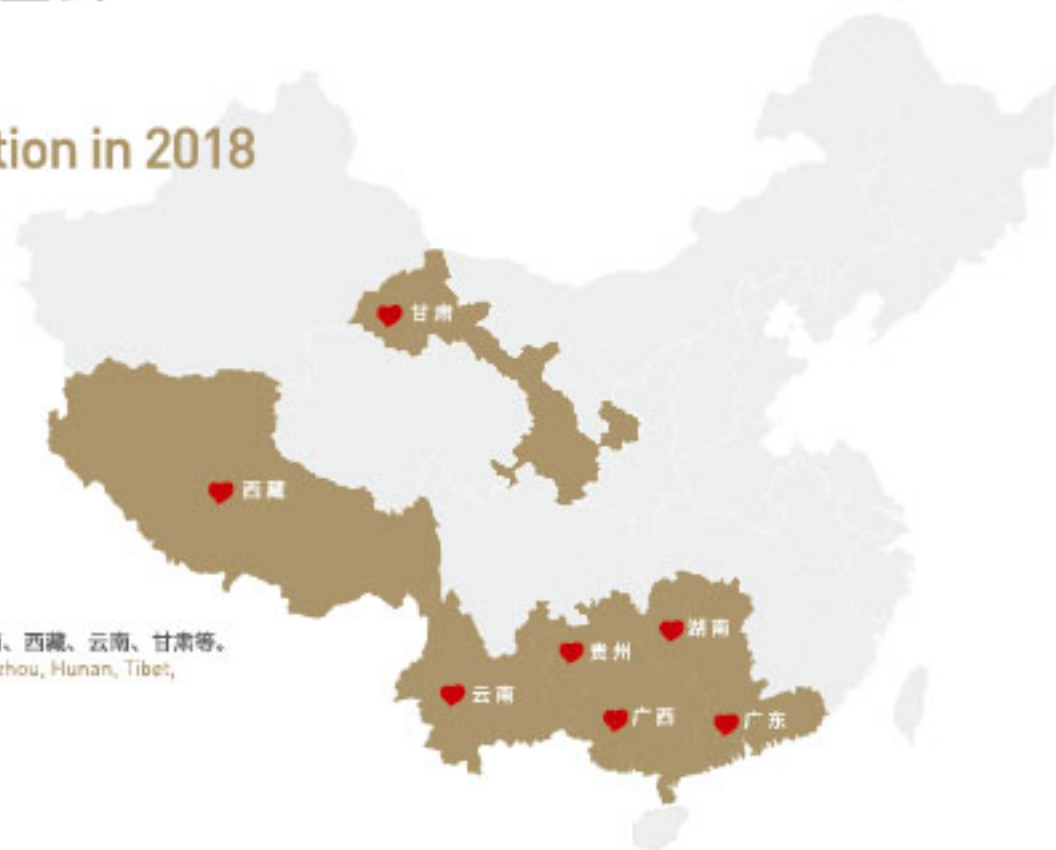 tion in 2018
甘肃
西藏
湖南
贵州
云南
广西
广东
、西藏、云南、甘肃等。
zhou, Hunan, Tibet,